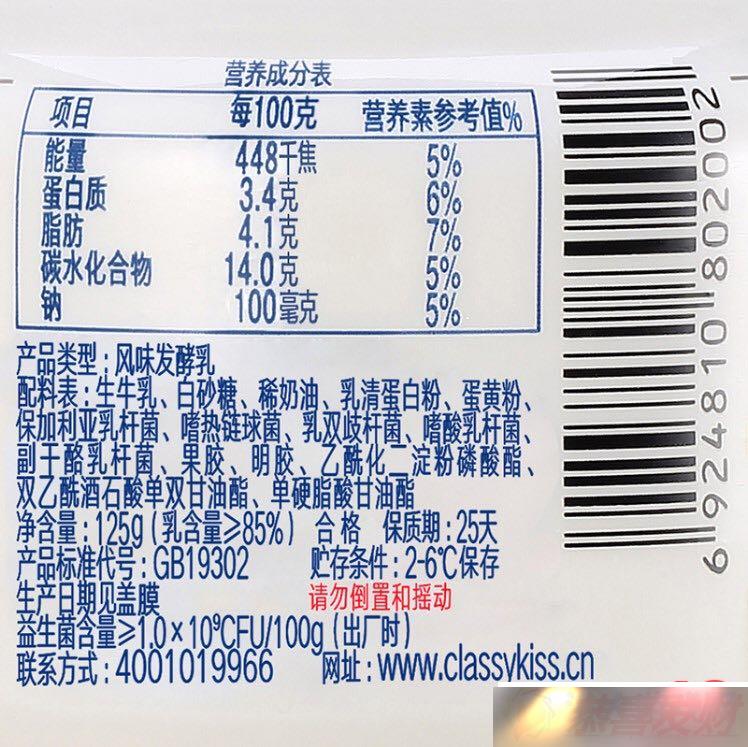 营养成分表
项目 每100克 营养素参考值%
能量 448千焦 5%
蛋白质 3.4克 6%
脂肪 4.1克 7%
碳水化合物 14.0克 5%
钠 100毫克 5%
产品类型:风味发酵乳
配料表:生牛乳、白砂糖、稀奶油、乳清蛋白粉、蛋黄粉、
保加利亚乳杆菌、嗜热链球菌、乳双歧杆菌、嗜酸乳杆菌、
副干酪乳杆菌、果胶、明胶、乙酰化二淀粉磷酸酯、
双乙酰酒石酸单双甘油酯、单硬脂酸甘油酯
净含量:125g(乳含量≥85%) 合格 保质期:25天
产品标准代号:GB19302 贮存条件:2-6℃保存
生产日期见盖膜 请勿倒置和摇动
益生菌含量≥1.0×10⁹CFU/100g(出厂时)
联系方式:4001019966 网址:www.classykiss.cn
6924810802002
恭喜发财